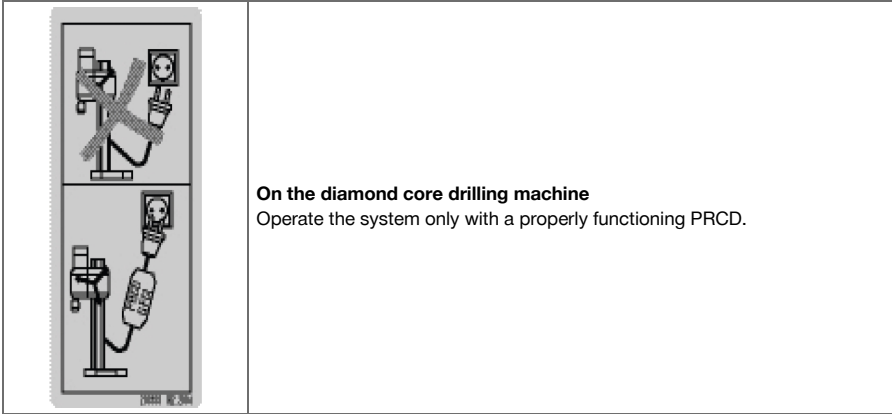 On the diamond core drilling machine
Operate the system only with a properly functioning PRCD.